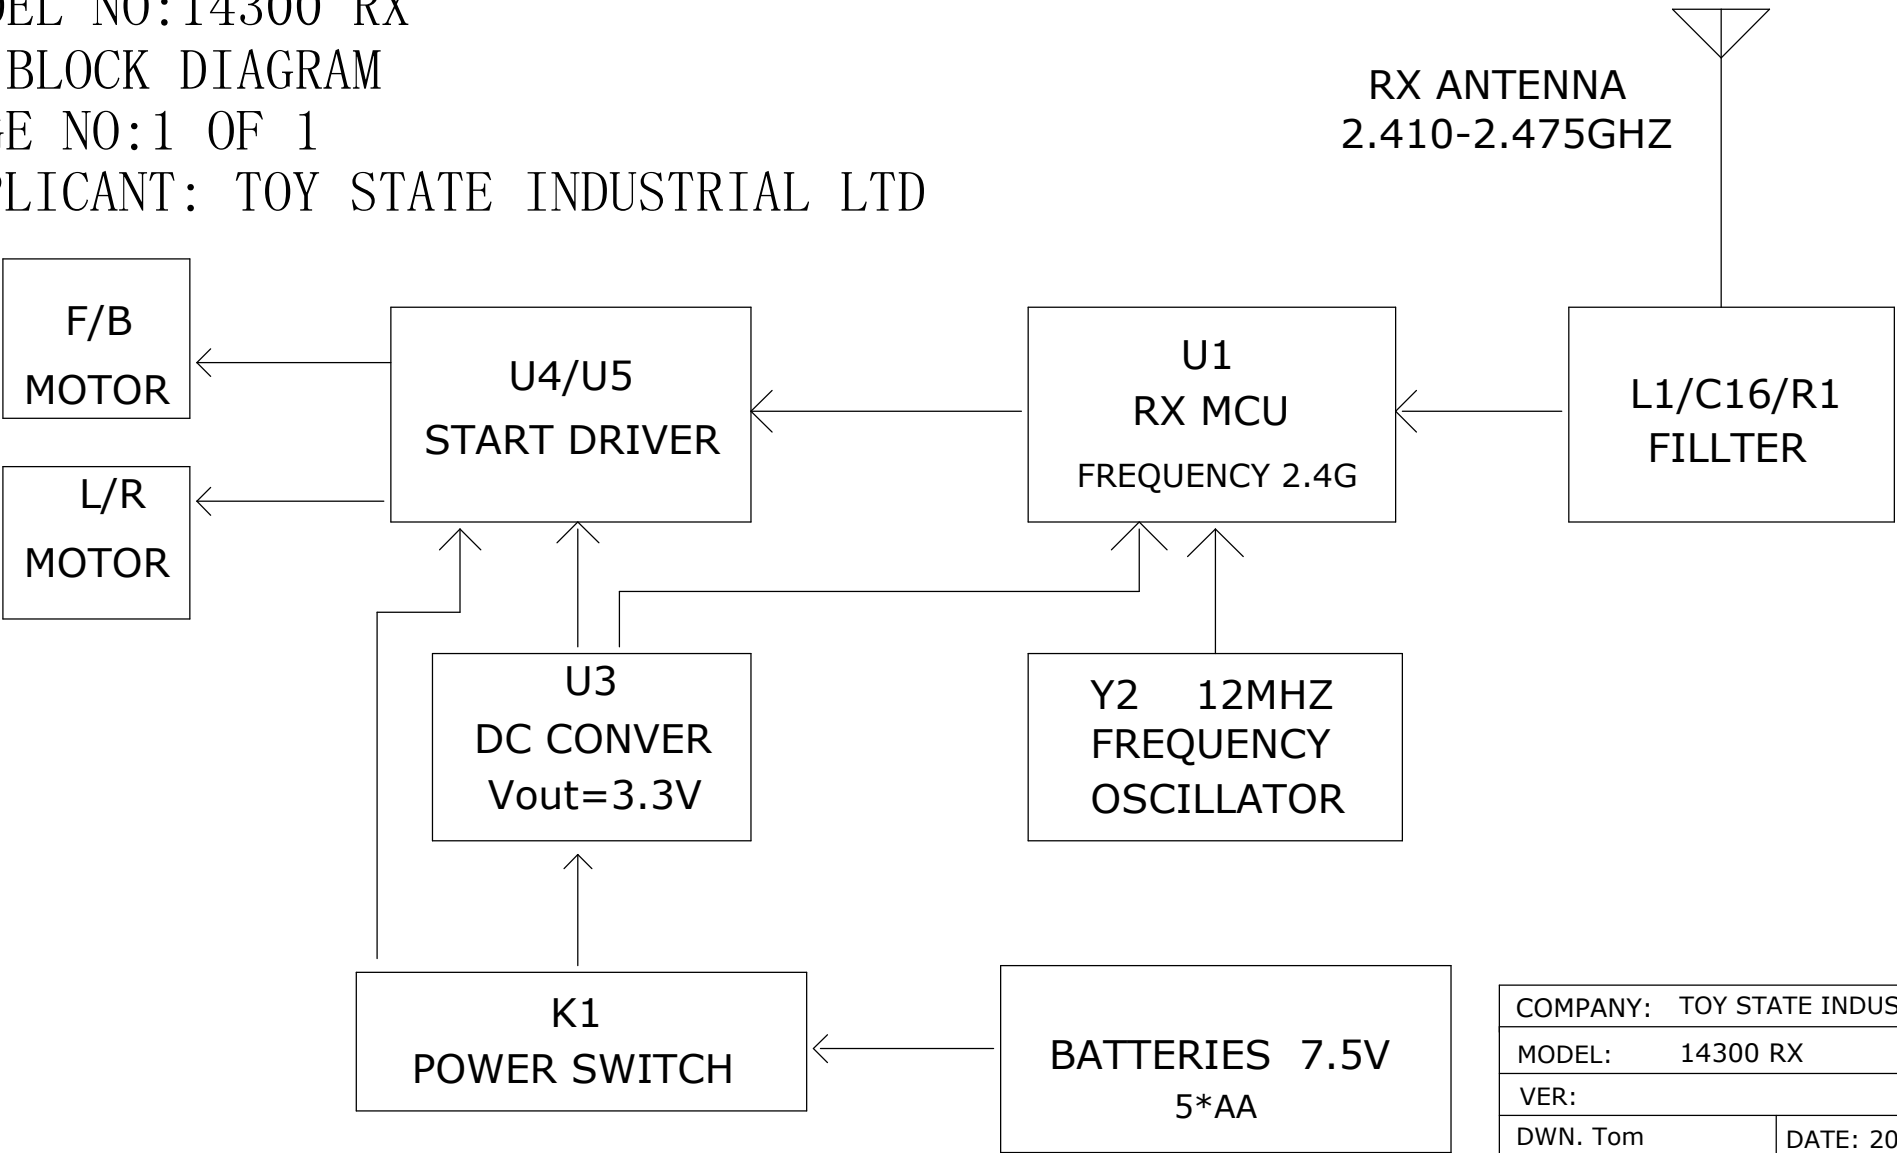 DEL NO:14300 RX
BLOCK DIAGRAM
GE NO:1 OF 1
PLICANT: TOY STATE INDUSTRIAL LTD
RX ANTENNA
2.410-2.475GHZ
F/B
MOTOR
L/R
MOTOR
U4/U5
START DRIVER
U1
RX MCU
FREQUENCY 2.4G
L1/C16/R1
FILLTER
U3
DC CONVER
Vout=3.3V
Y2 12MHZ
FREQUENCY
OSCILLATOR
K1
POWER SWITCH
BATTERIES 7.5V
5*AA
COMPANY: TOY STATE INDUS
MODEL: 14300 RX
VER:
DWN. Tom DATE: 20